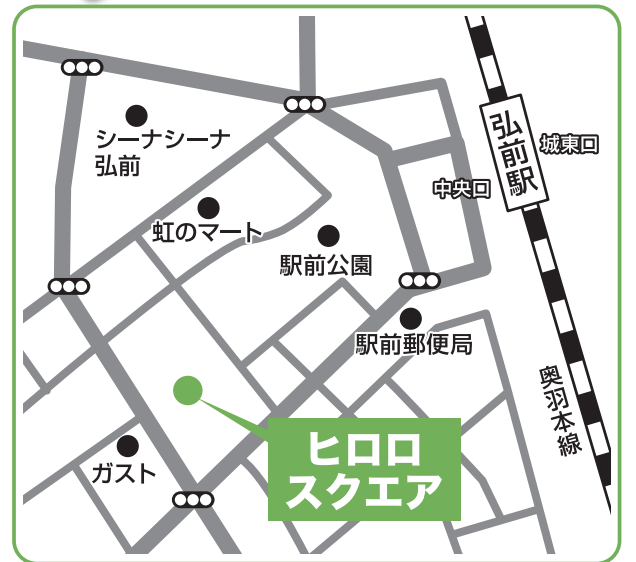 シーナシーナ
弘前
虹のマート
駅前公園
中央口
弘前駅
城東口
駅前郵便局
奥羽本線
ガスト
ヒロロ
スクエア